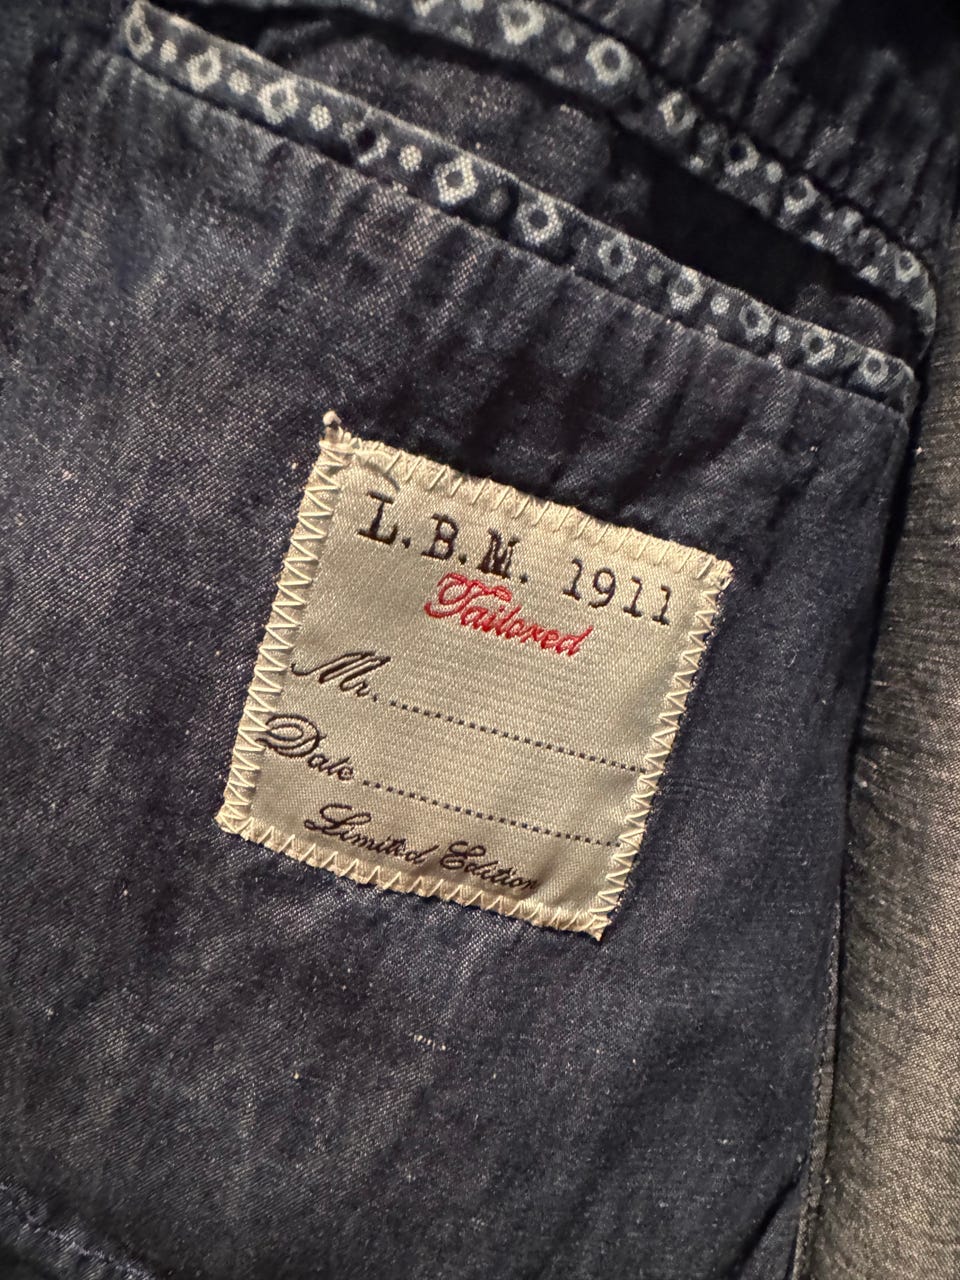 L.B.M. 1911
Tailored
Mr. ........................................
Date ........................................
Limited Edition